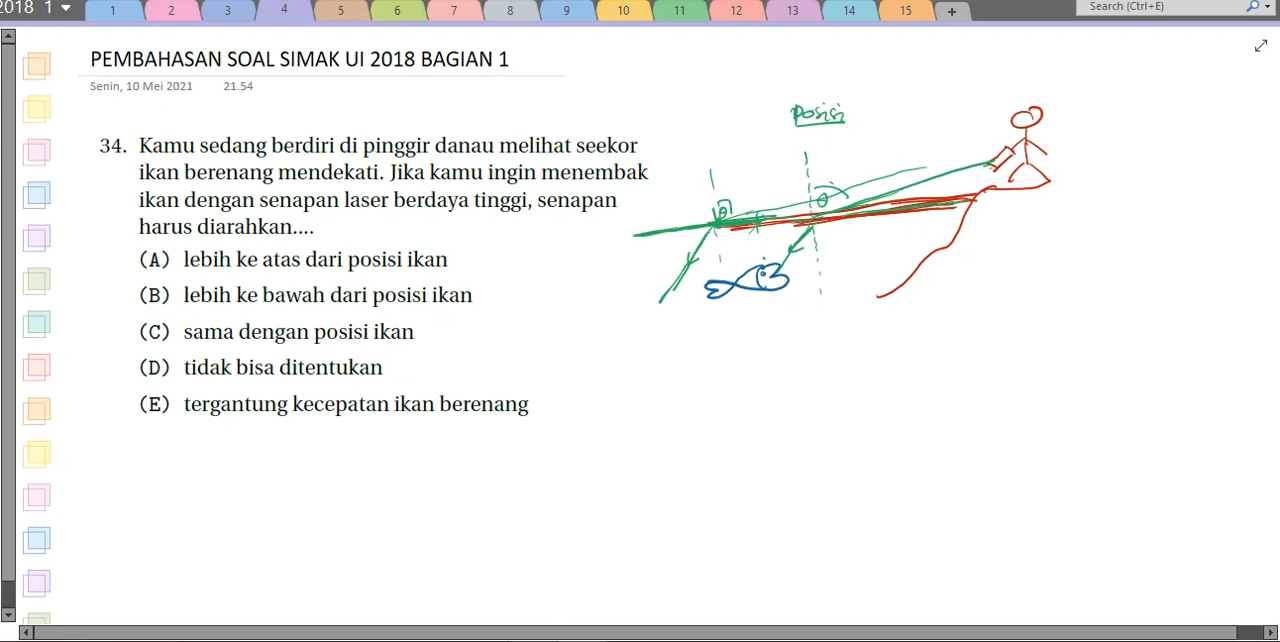 2018 1
1 2 3 4 5 6 7 8 9 10 11 12 13 14 15 +
Search (Ctrl+E)
PEMBAHASAN SOAL SIMAK UI 2018 BAGIAN 1
Senin, 10 Mei 2021 21.54
Posisi
34. Kamu sedang berdiri di pinggir danau melihat seekor
ikan berenang mendekati. Jika kamu ingin menembak
ikan dengan senapan laser berdaya tinggi, senapan
harus diarahkan....
(A) lebih ke atas dari posisi ikan
(B) lebih ke bawah dari posisi ikan
(C) sama dengan posisi ikan
(D) tidak bisa ditentukan
(E) tergantung kecepatan ikan berenang
θ
θ